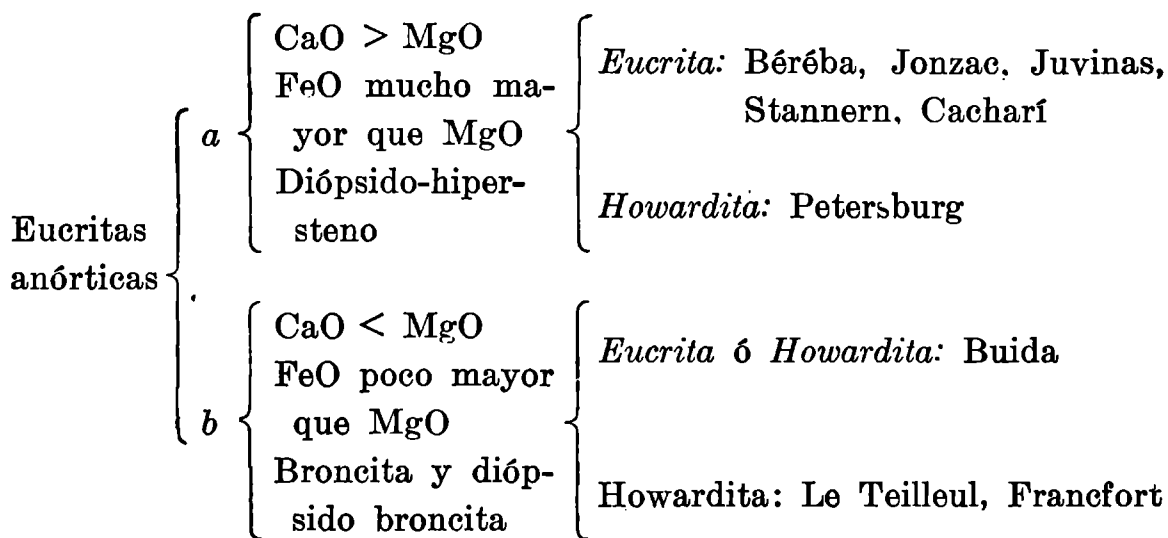 Eucritas
anórticas
a
CaO > MgO
FeO mucho ma-
yor que MgO
Diópsido-hiper-
steno
Eucrita: Béréba, Jonzac, Juvinas,
Stannern, Cacharí
Howardita: Petersburg
b
CaO < MgO
FeO poco mayor
que MgO
Broncita y dióp-
sido broncita
Eucrita ó Howardita: Buida
Howardita: Le Teilleul, Francfort